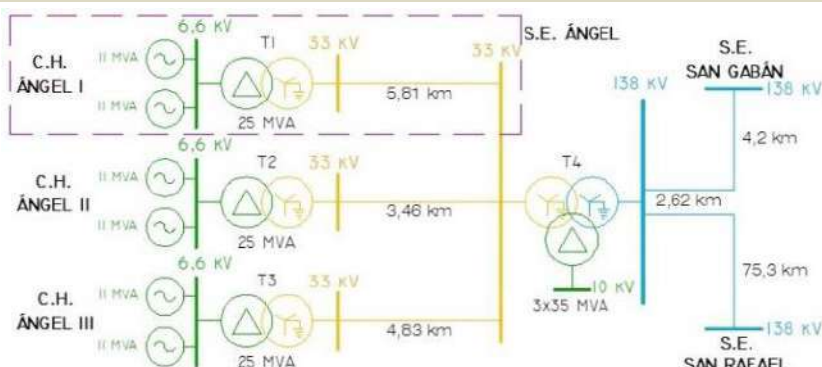 6,6 KV
T1
33 KV
33 KV
S.E. ÁNGEL
C.H.
ÁNGEL I
11 MVA
11 MVA
5,81 km
25 MVA
138 KV
S.E.
SAN GABÁN
138 KV
4,2 km
6,6 KV
T2
33 KV
T4
C.H.
ÁNGEL II
11 MVA
11 MVA
3,46 km
25 MVA
2,62 km
6,6 KV
T3
33 KV
10 KV
3x35 MVA
75,3 km
C.H.
ÁNGEL III
11 MVA
11 MVA
4,83 km
25 MVA
138 KV
S.E.
SAN RAFAEL